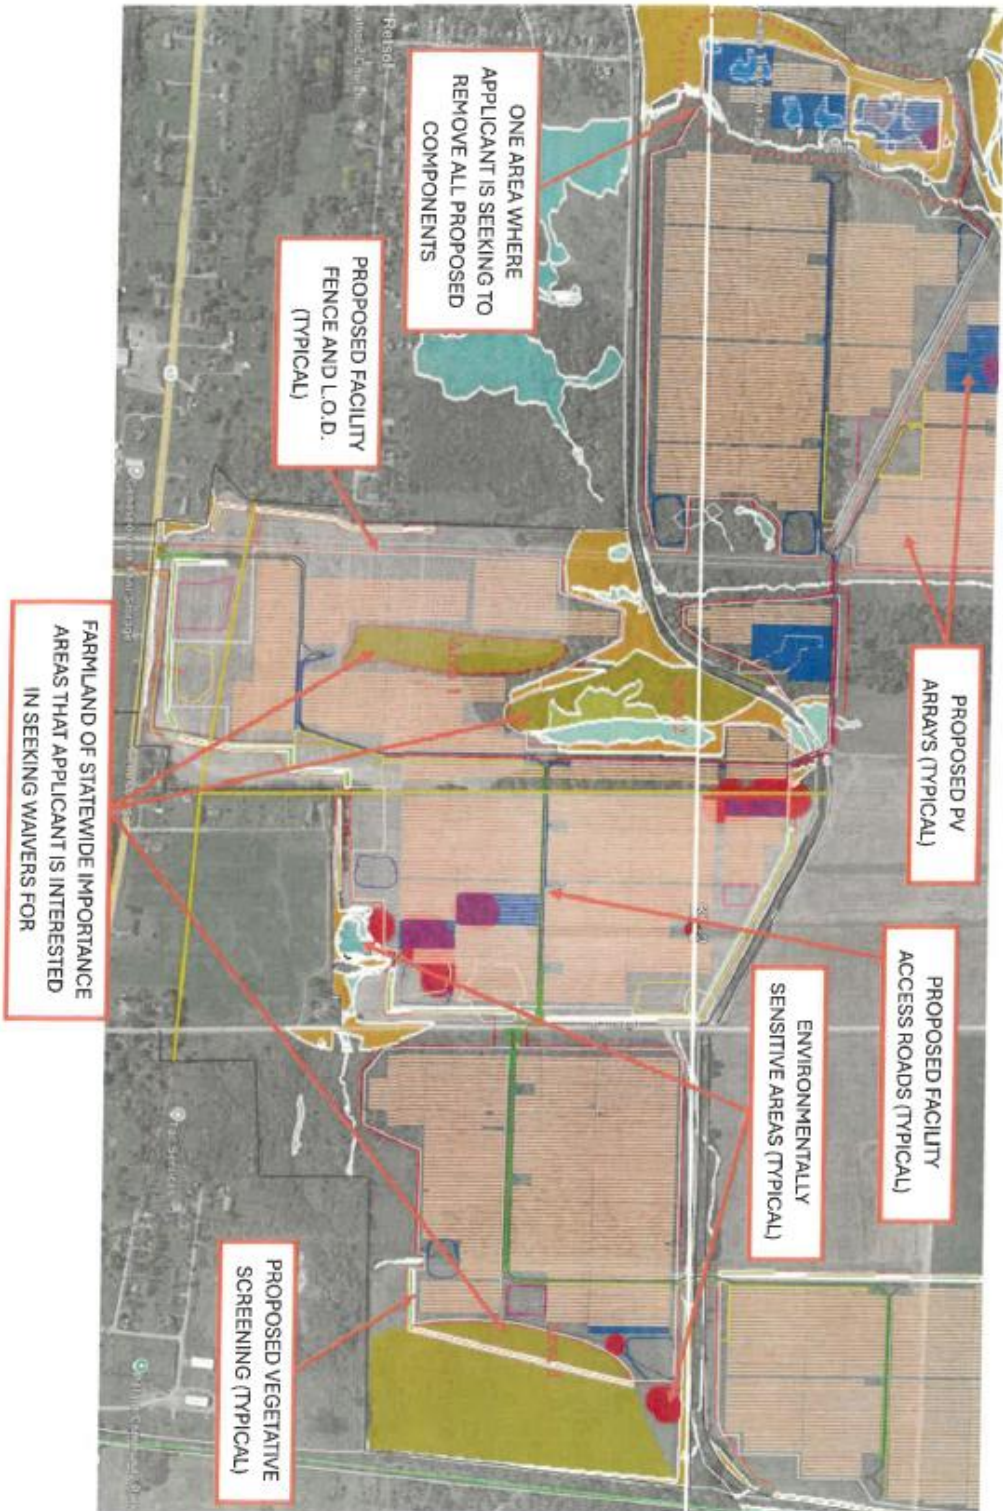 ONE AREA WHERE
APPLICANT IS SEEKING TO
REMOVE ALL PROPOSED
COMPONENTS
PROPOSED FACILITY
FENCE AND L.O.D.
(TYPICAL)
FARMLAND OF STATEWIDE IMPORTANCE
AREAS THAT APPLICANT IS INTERESTED
IN SEEKING WAIVERS FOR
PROPOSED PV
ARRAYS (TYPICAL)
PROPOSED FACILITY
ACCESS ROADS (TYPICAL)
ENVIRONMENTALLY
SENSITIVE AREAS (TYPICAL)
PROPOSED VEGETATIVE
SCREENING (TYPICAL)
Retsof